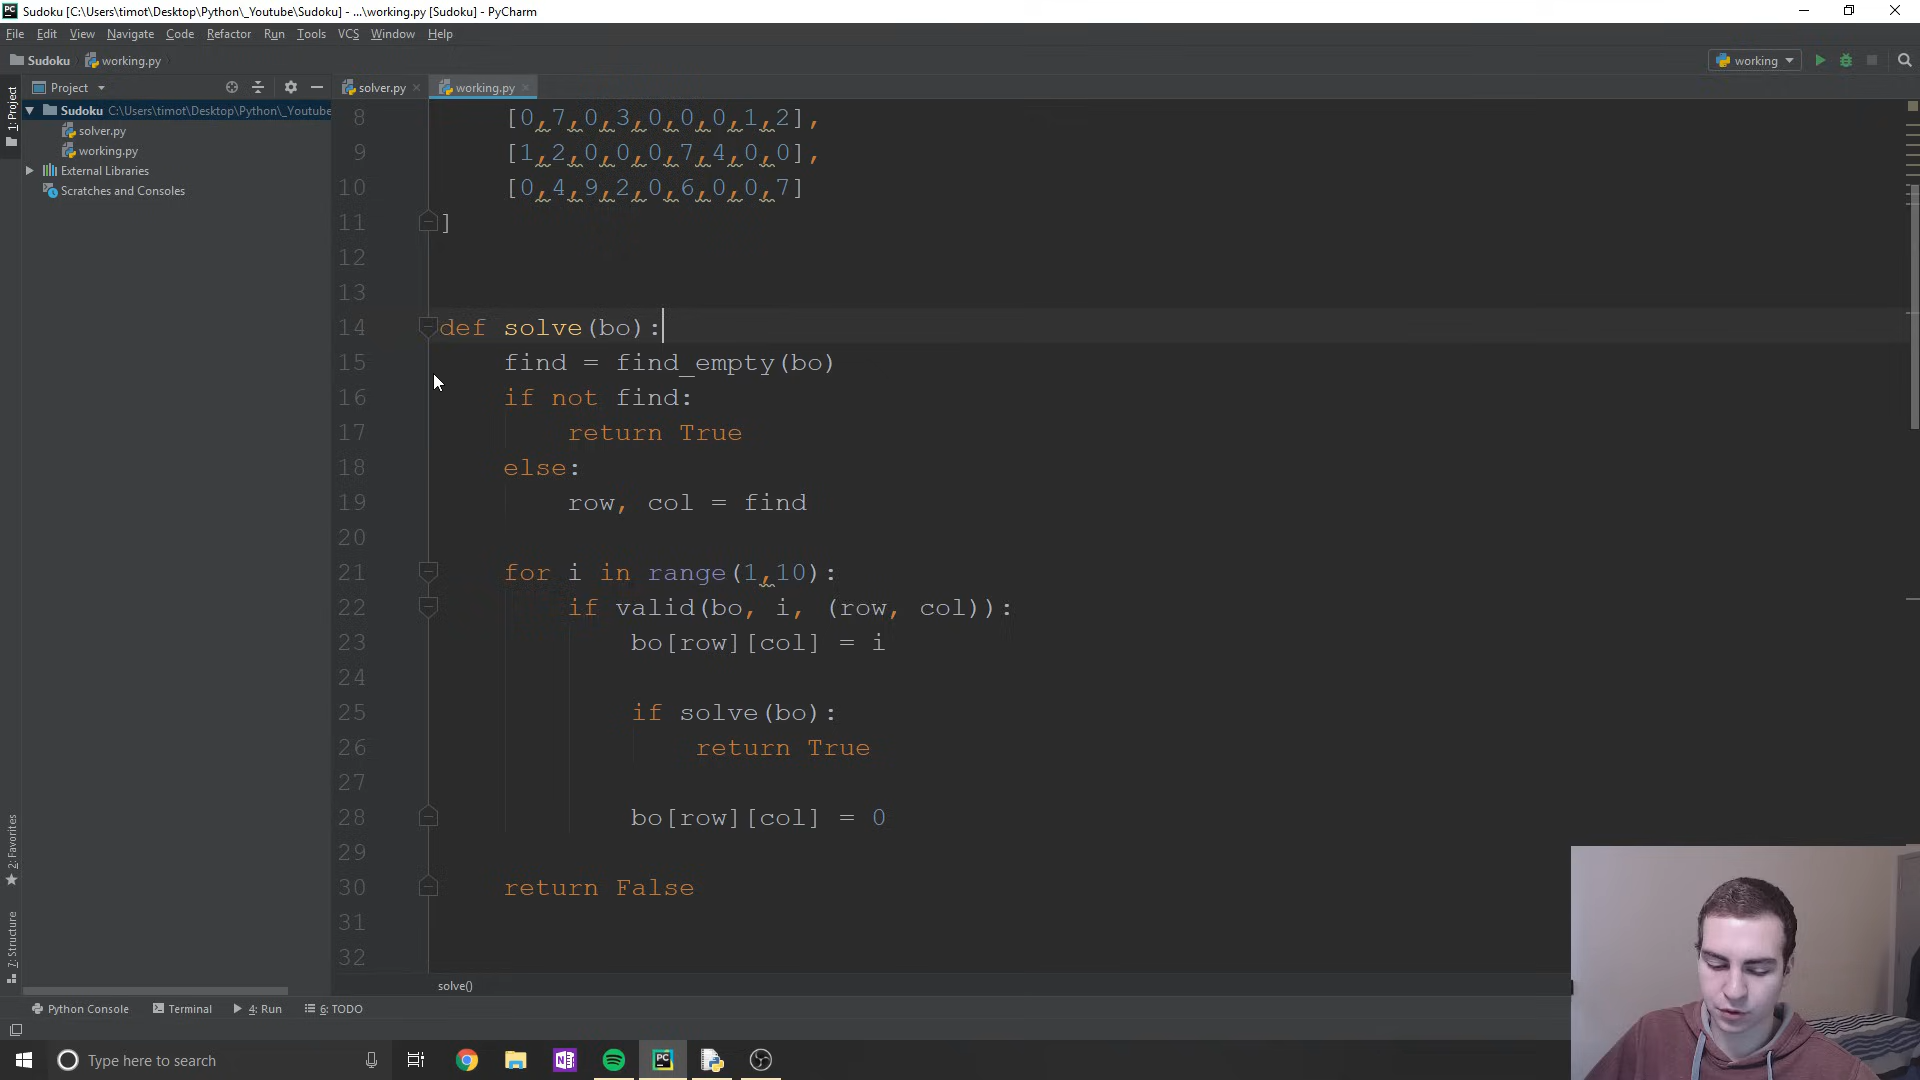 Sudoku [C:\Users\timot\Desktop\Python\_Youtube\Sudoku] - ...\working.py [Sudoku] - PyCharm
File Edit View Navigate Code Refactor Run Tools VCS Window Help
Sudoku working.py working
1: Project
Project
solver.py working.py
Sudoku C:\Users\timot\Desktop\Python\_Youtube
solver.py
working.py
External Libraries
Scratches and Consoles
8 [0,7,0,3,0,0,0,1,2],
9 [1,2,0,0,0,7,4,0,0],
10 [0,4,9,2,0,6,0,0,7]
11 ]
12
13
14 def solve(bo):
15 find = find_empty(bo)
16 if not find:
17 return True
18 else:
19 row, col = find
20
21 for i in range(1,10):
22 if valid(bo, i, (row, col)):
23 bo[row][col] = i
24
25 if solve(bo):
26 return True
27
28 bo[row][col] = 0
29
30 return False
31
32
2: Favorites
7: Structure
solve()
Python Console Terminal 4: Run 6: TODO
Type here to search
PC